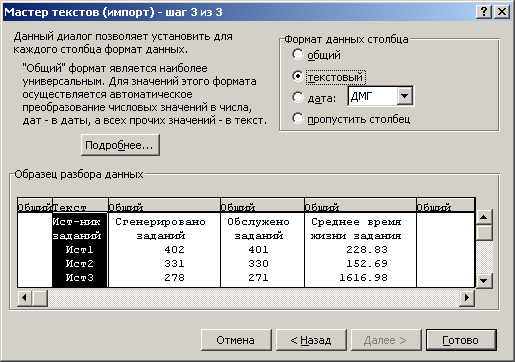 Мастер текстов (импорт) - шаг 3 из 3
Данный диалог позволяет установить для
каждого столбца формат данных.
"Общий" формат является наиболее
универсальным. Для значений этого формата
осуществляется автоматическое
преобразование числовых значений в числа,
дат - в даты, а всех прочих значений - в текст.
Подробнее...
Формат данных столбца
общий
текстовый
дата: ДМГ
пропустить столбец
Образец разбора данных
Общий Текст Общий Общий Общий Общий
Ист-ник Сгенерировано Обслужено Среднее время
заданий заданий заданий жизни задания
Ист1 402 401 228.83
Ист2 331 330 152.69
Ист3 278 271 1616.98
Отмена < Назад Далее > Готово